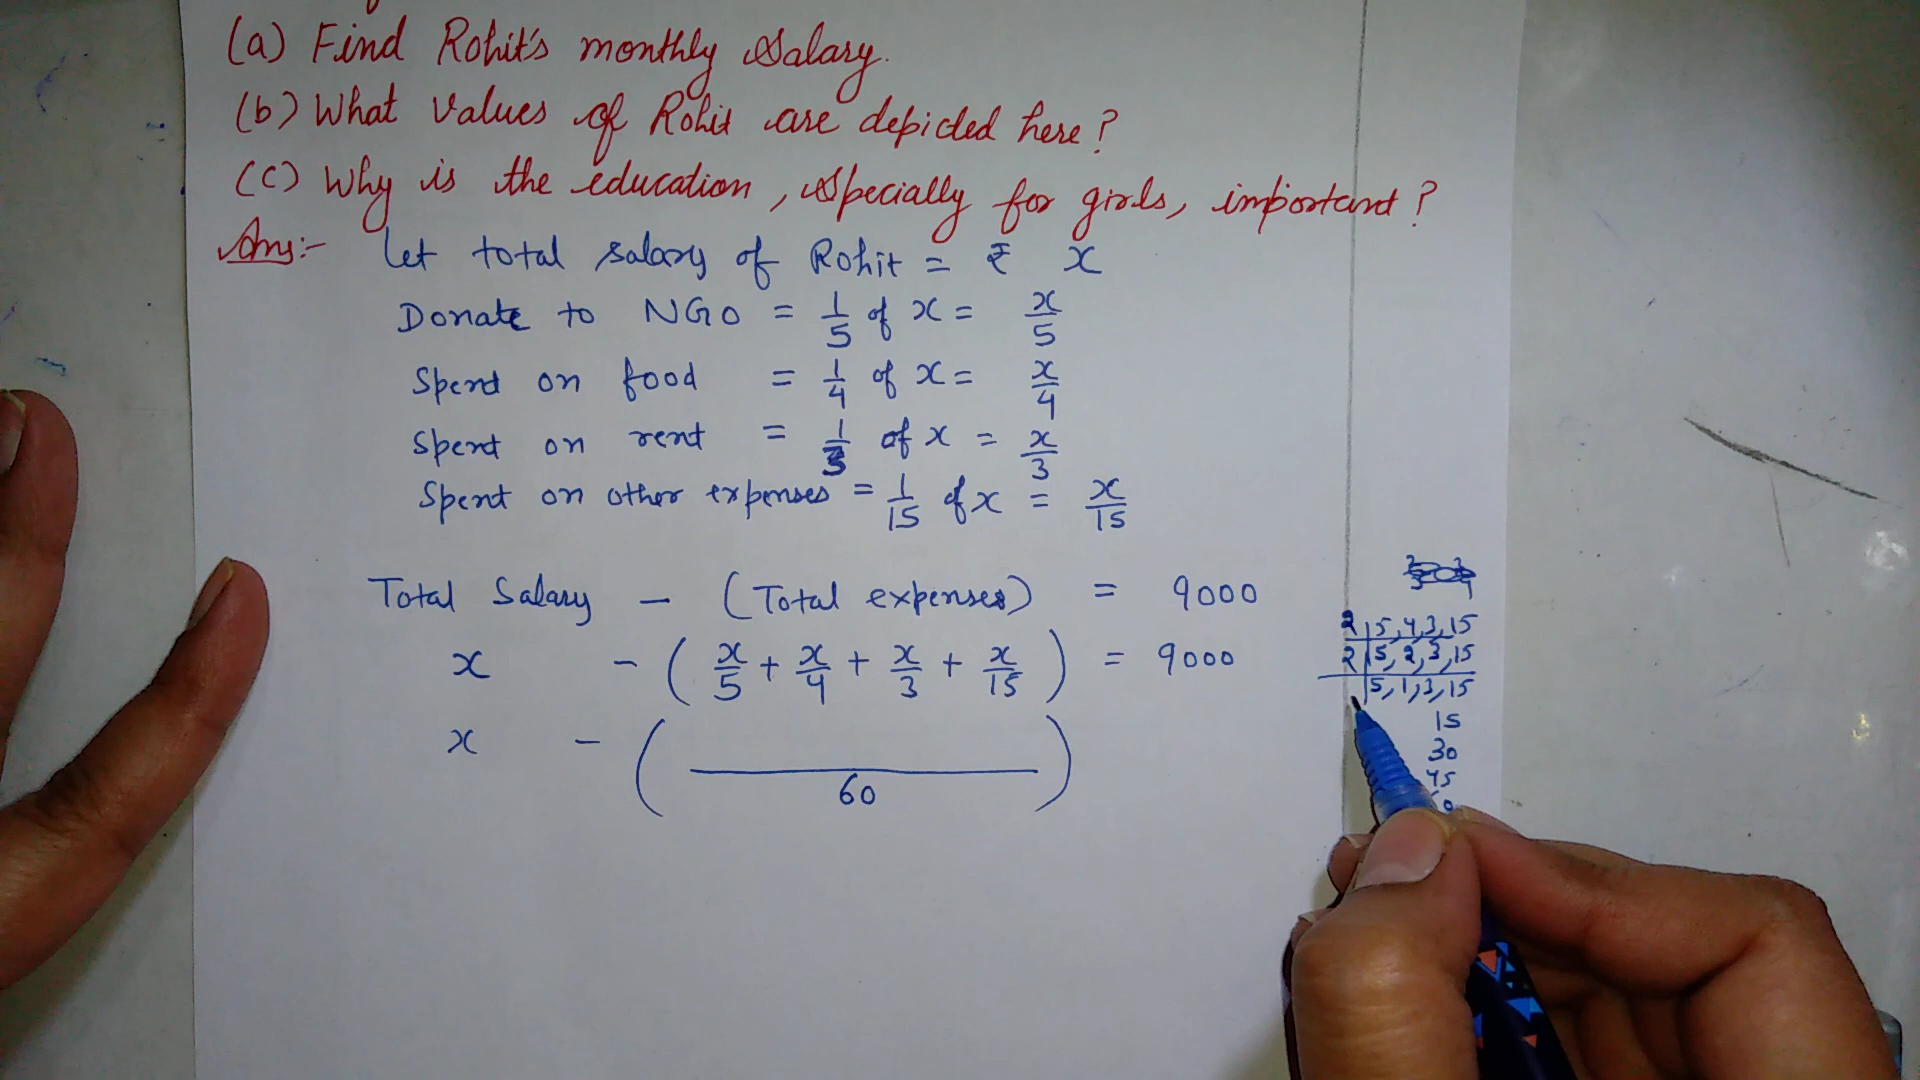 (a) Find Rohit's monthly Salary.
(b) What values of Rohit are depicted here?
(c) Why is the education, specially for girls, important?
Ans:- Let total salary of Rohit = ₹ x
Donate to NGO = 1/5 of x = x/5
Spend on food = 1/4 of x = x/4
Spent on rent = 1/3 of x = x/3
Spent on other expenses = 1/15 of x = x/15
Total Salary - (Total expenses) = 9000
x - (x/5 + x/4 + x/3 + x/15) = 9000
x - ( /60)
2|5,4,3,15
2|5,2,3,15
|5,1,3,15
15
30
45